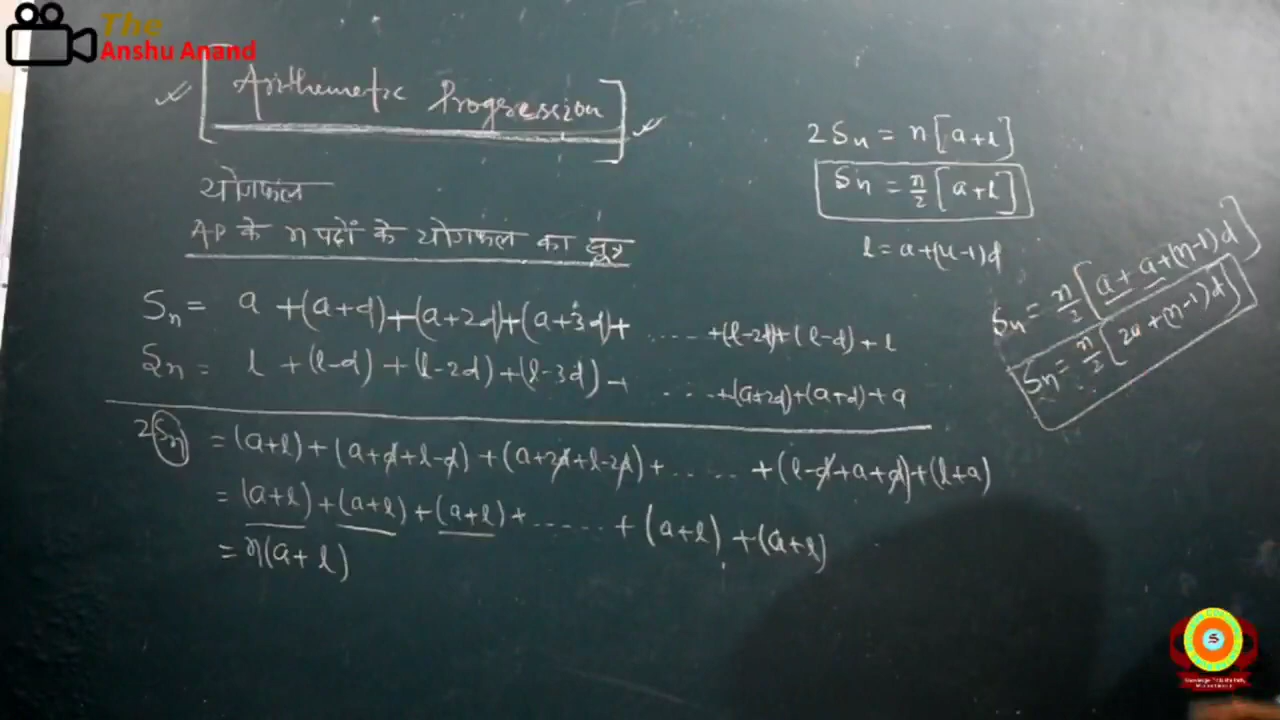 The
Anshu Anand
Arithmetic Progression
योगफल
AP के n पदों के योगफल का सूत्र
Sn = a + (a+d) + (a+2d) + (a+3d) + ...... + (l-2d) + (l-d) + l
Sn = l + (l-d) + (l-2d) + (l-3d) + ...... + (a+2d) + (a+d) + a
2Sn = (a+l) + (a+d+l-d) + (a+2d+l-2d) + ...... + (l-d+a+d) + (l+a)
= (a+l) + (a+l) + (a+l) + ...... + (a+l) + (a+l)
= n(a+l)
2Sn = n[a+l]
Sn = n/2 [a+l]
l = a+(n-1)d
Sn = n/2 [a+a+(n-1)d]
Sn = n/2 [2a+(n-1)d]
S